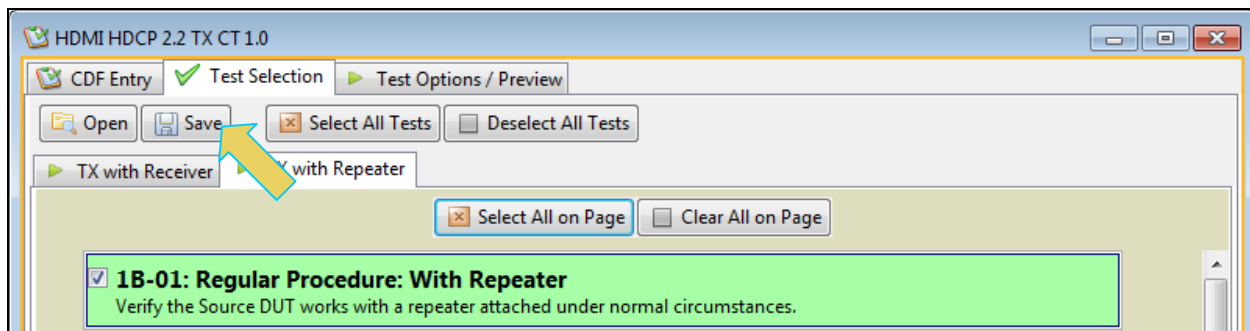 HDMI HDCP 2.2 TX CT 1.0
CDF Entry Test Selection Test Options / Preview
Open Save Select All Tests Deselect All Tests
TX with Receiver with Repeater
Select All on Page Clear All on Page
1B-01: Regular Procedure: With Repeater
Verify the Source DUT works with a repeater attached under normal circumstances.